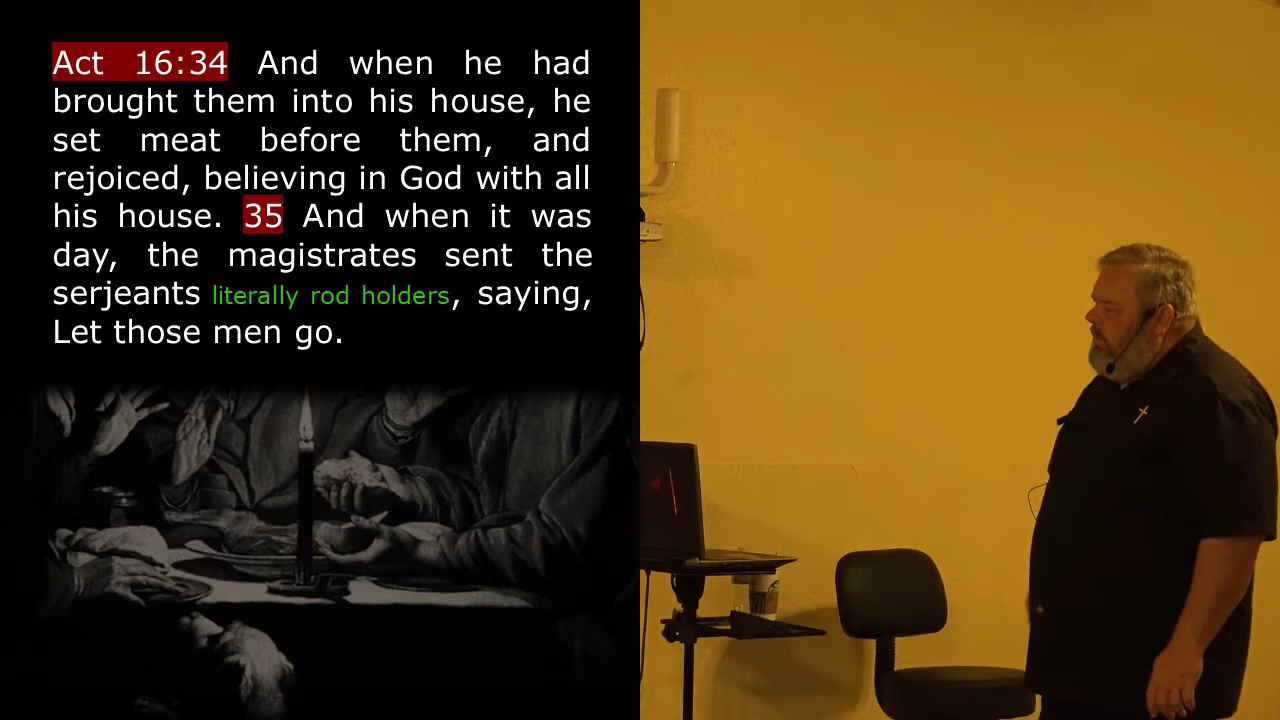 Act 16:34 And when he had
brought them into his house, he
set meat before them, and
rejoiced, believing in God with all
his house. 35 And when it was
day, the magistrates sent the
serjeants literally rod holders, saying,
Let those men go.